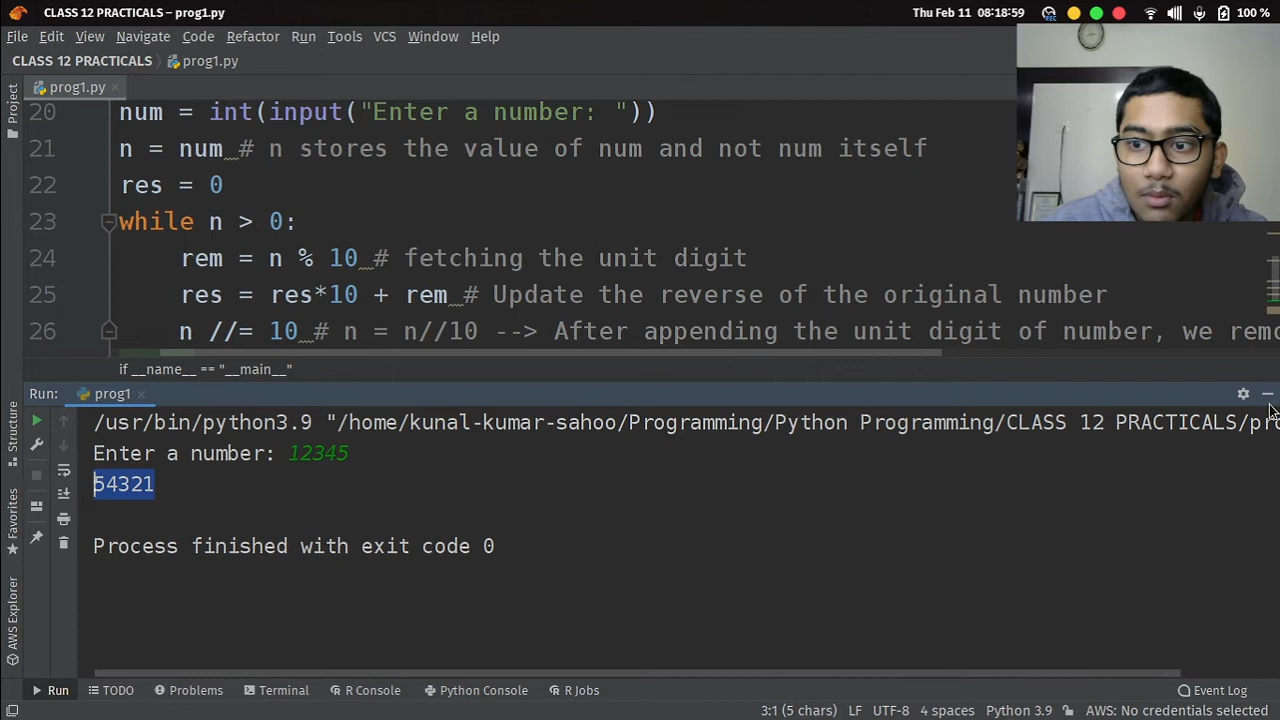 CLASS 12 PRACTICALS – prog1.py
Thu Feb 11 08:18:59
REC
100 %
File Edit View Navigate Code Refactor Run Tools VCS Window Help
CLASS 12 PRACTICALS prog1.py
prog1.py
Project
20 num = int(input("Enter a number: "))
21 n = num # n stores the value of num and not num itself
22 res = 0
23 while n > 0:
24 rem = n % 10 # fetching the unit digit
25 res = res*10 + rem # Update the reverse of the original number
26 n //= 10 # n = n//10 --> After appending the unit digit of number, we remo
if __name__ == "__main__"
Run: prog1
/usr/bin/python3.9 "/home/kunal-kumar-sahoo/Programming/Python Programming/CLASS 12 PRACTICALS/pro
Enter a number: 12345
54321
Process finished with exit code 0
Structure
Favorites
AWS Explorer
Run TODO Problems Terminal R Console Python Console R Jobs Event Log
3:1 (5 chars) LF UTF-8 4 spaces Python 3.9 AWS: No credentials selected